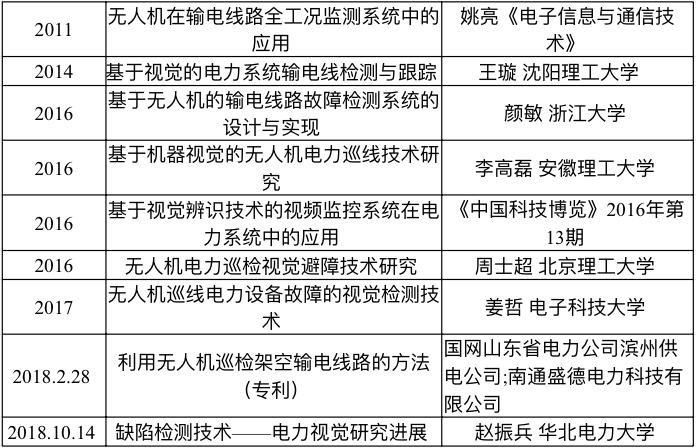 2011
无人机在输电线路全工况监测系统中的
应用
姚亮《电子信息与通信技
术》
2014
基于视觉的电力系统输电线检测与跟踪
王璇 沈阳理工大学
2016
基于无人机的输电线路故障检测系统的
设计与实现
颜敏 浙江大学
2016
基于机器视觉的无人机电力巡线技术研
究
李高磊 安徽理工大学
2016
基于视觉辨识技术的视频监控系统在电
力系统中的应用
《中国科技博览》2016年第
13期
2016
无人机电力巡检视觉避障技术研究
周士超 北京理工大学
2017
无人机巡线电力设备故障的视觉检测技
术
姜哲 电子科技大学
2018.2.28
利用无人机巡检架空输电线路的方法
（专利）
国网山东省电力公司滨州供
电公司;南通盛德电力科技有
限公司
2018.10.14
缺陷检测技术——电力视觉研究进展
赵振兵 华北电力大学